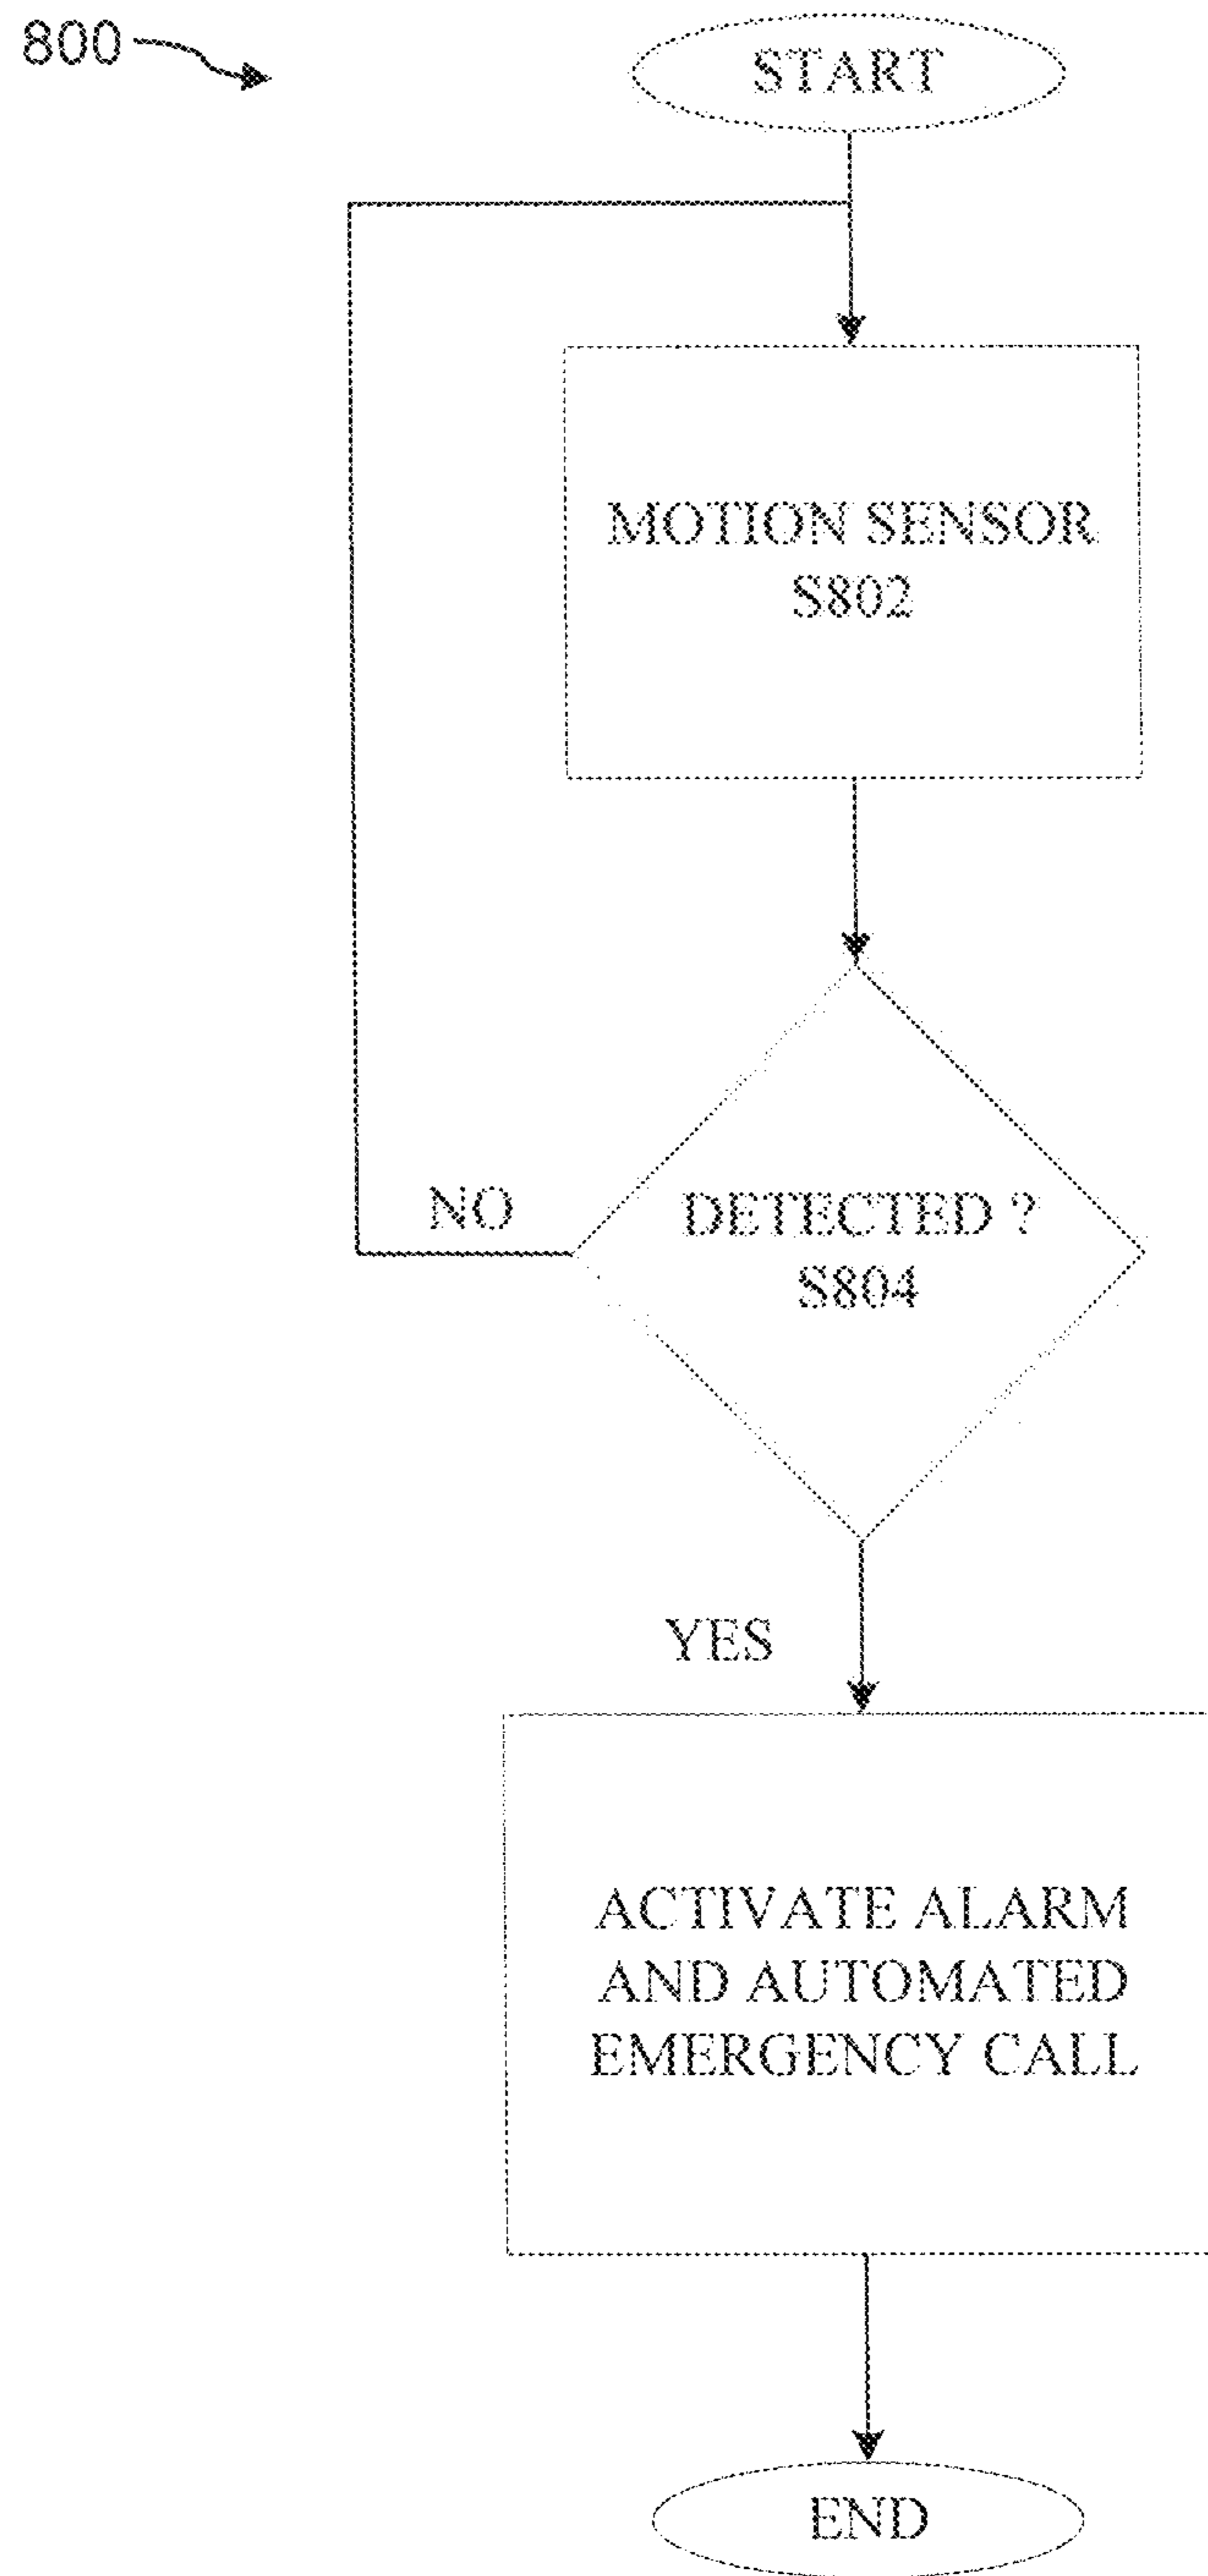 800
START
MOTION SENSOR
S802
DETECTED ?
S804
NO
YES
ACTIVATE ALARM
AND AUTOMATED
EMERGENCY CALL
END